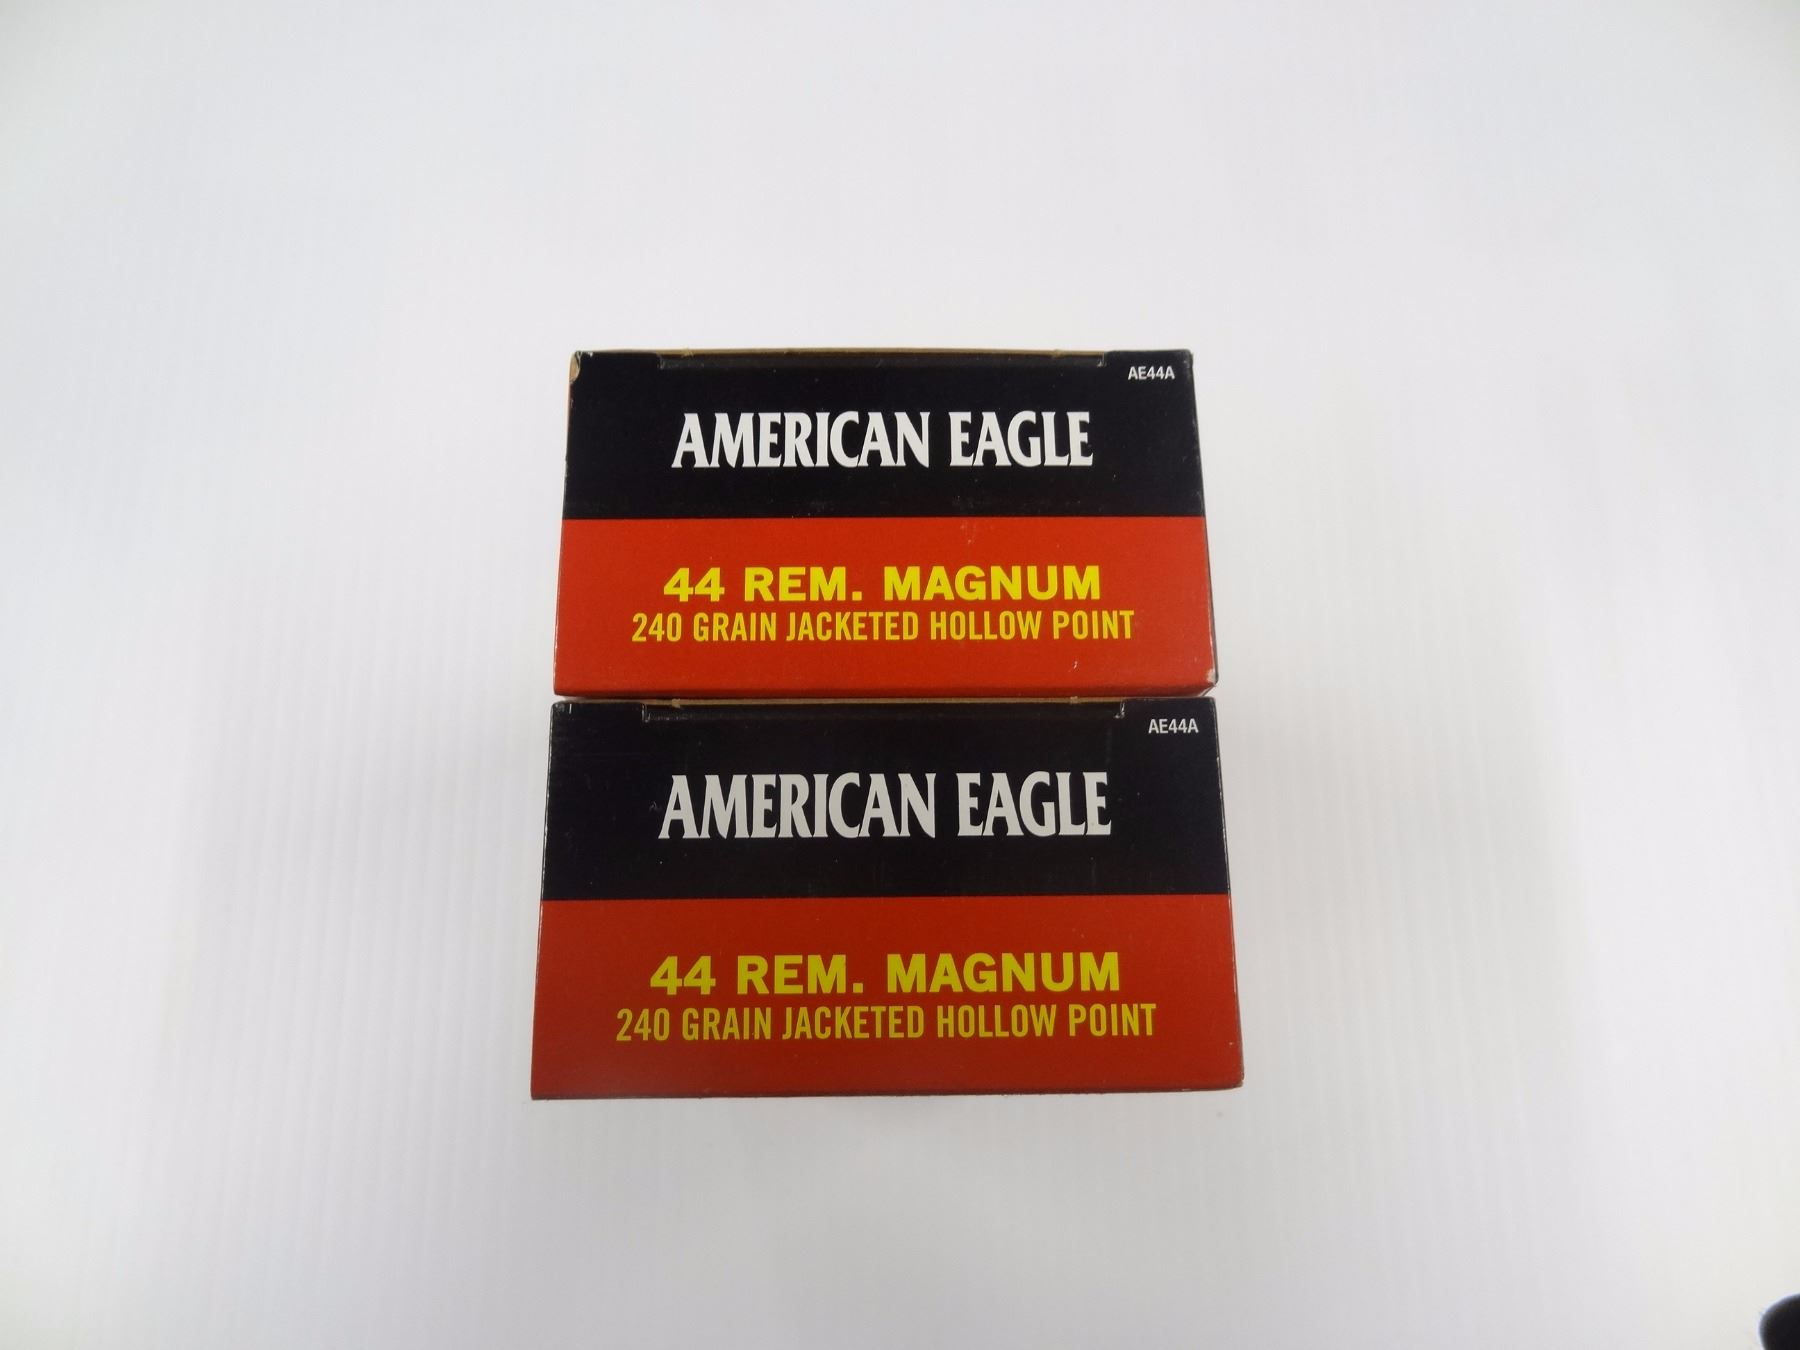 AE44A
AMERICAN EAGLE
44 REM. MAGNUM
240 GRAIN JACKETED HOLLOW POINT
AE44A
AMERICAN EAGLE
44 REM. MAGNUM
240 GRAIN JACKETED HOLLOW POINT